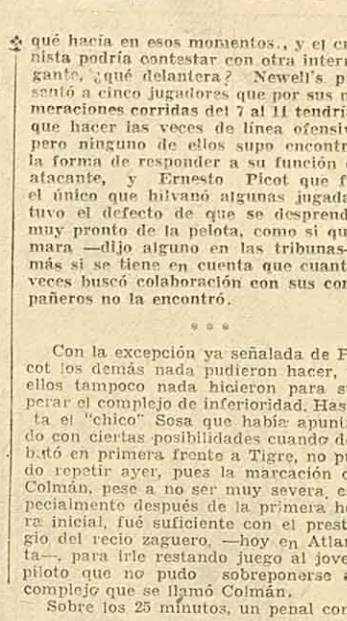 qué hacía en esos momentos., y el cr
nista podría contestar con otra inter
gante, ¿qué delantera? Newell's p
sentó a cinco jugadores que por sus n
meraciones corridas del 7 al 11 tendrí
que hacer las veces de línea ofensiv
pero ninguno de ellos supo encontr
la forma de responder a su función
atacante, y Ernesto Picot que f
el único que hilvanó algunas jugada
tuvo el defecto de que se desprend
muy pronto de la pelota, como si qu
mara —dijo alguno en las tribunas—
más si se tiene en cuenta que cuant
veces buscó colaboración con sus con
pañeros no la encontró.
Con la excepción ya señalada de P
cot los demás nada pudieron hacer,
ellos tampoco nada hicieron para s
perar el complejo de inferioridad. Has
ta el "chico" Sosa que había apunt
do con ciertas posibilidades cuando d
butó en primera frente a Tigre, no p
do repetir ayer, pues la marcación
Colmán, pese a no ser muy severa, e
pecialmente después de la primera h
ra inicial, fué suficiente con el prest
gio del recio zaguero, —hoy en Atlan
ta—, para irle restando juego al jove
piloto que no pudo sobreponerse a
complejo que se llamó Colmán.
Sobre los 25 minutos, un penal con